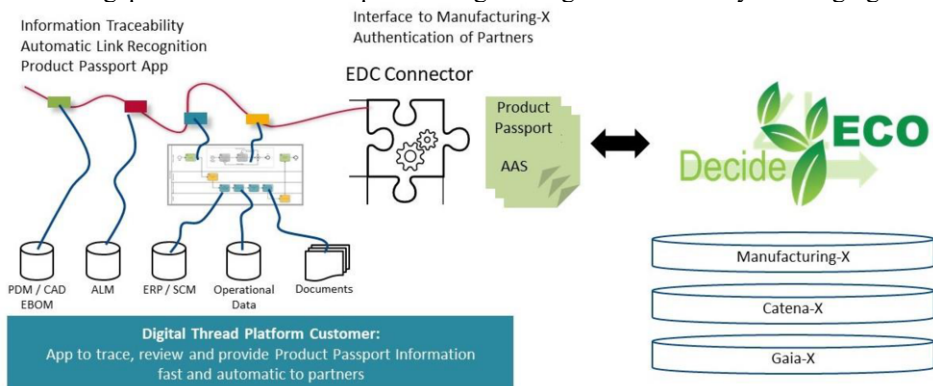 Information Traceability
Automatic Link Recognition
Product Passport App
Interface to Manufacturing-X
Authentication of Partners
EDC Connector
Product
Passport
AAS
Decide
ECO
PDM / CAD
EBOM
ALM
ERP / SCM
Operational
Data
Documents
Manufacturing-X
Catena-X
Gaia-X
Digital Thread Platform Customer:
App to trace, review and provide Product Passport Information
fast and automatic to partners